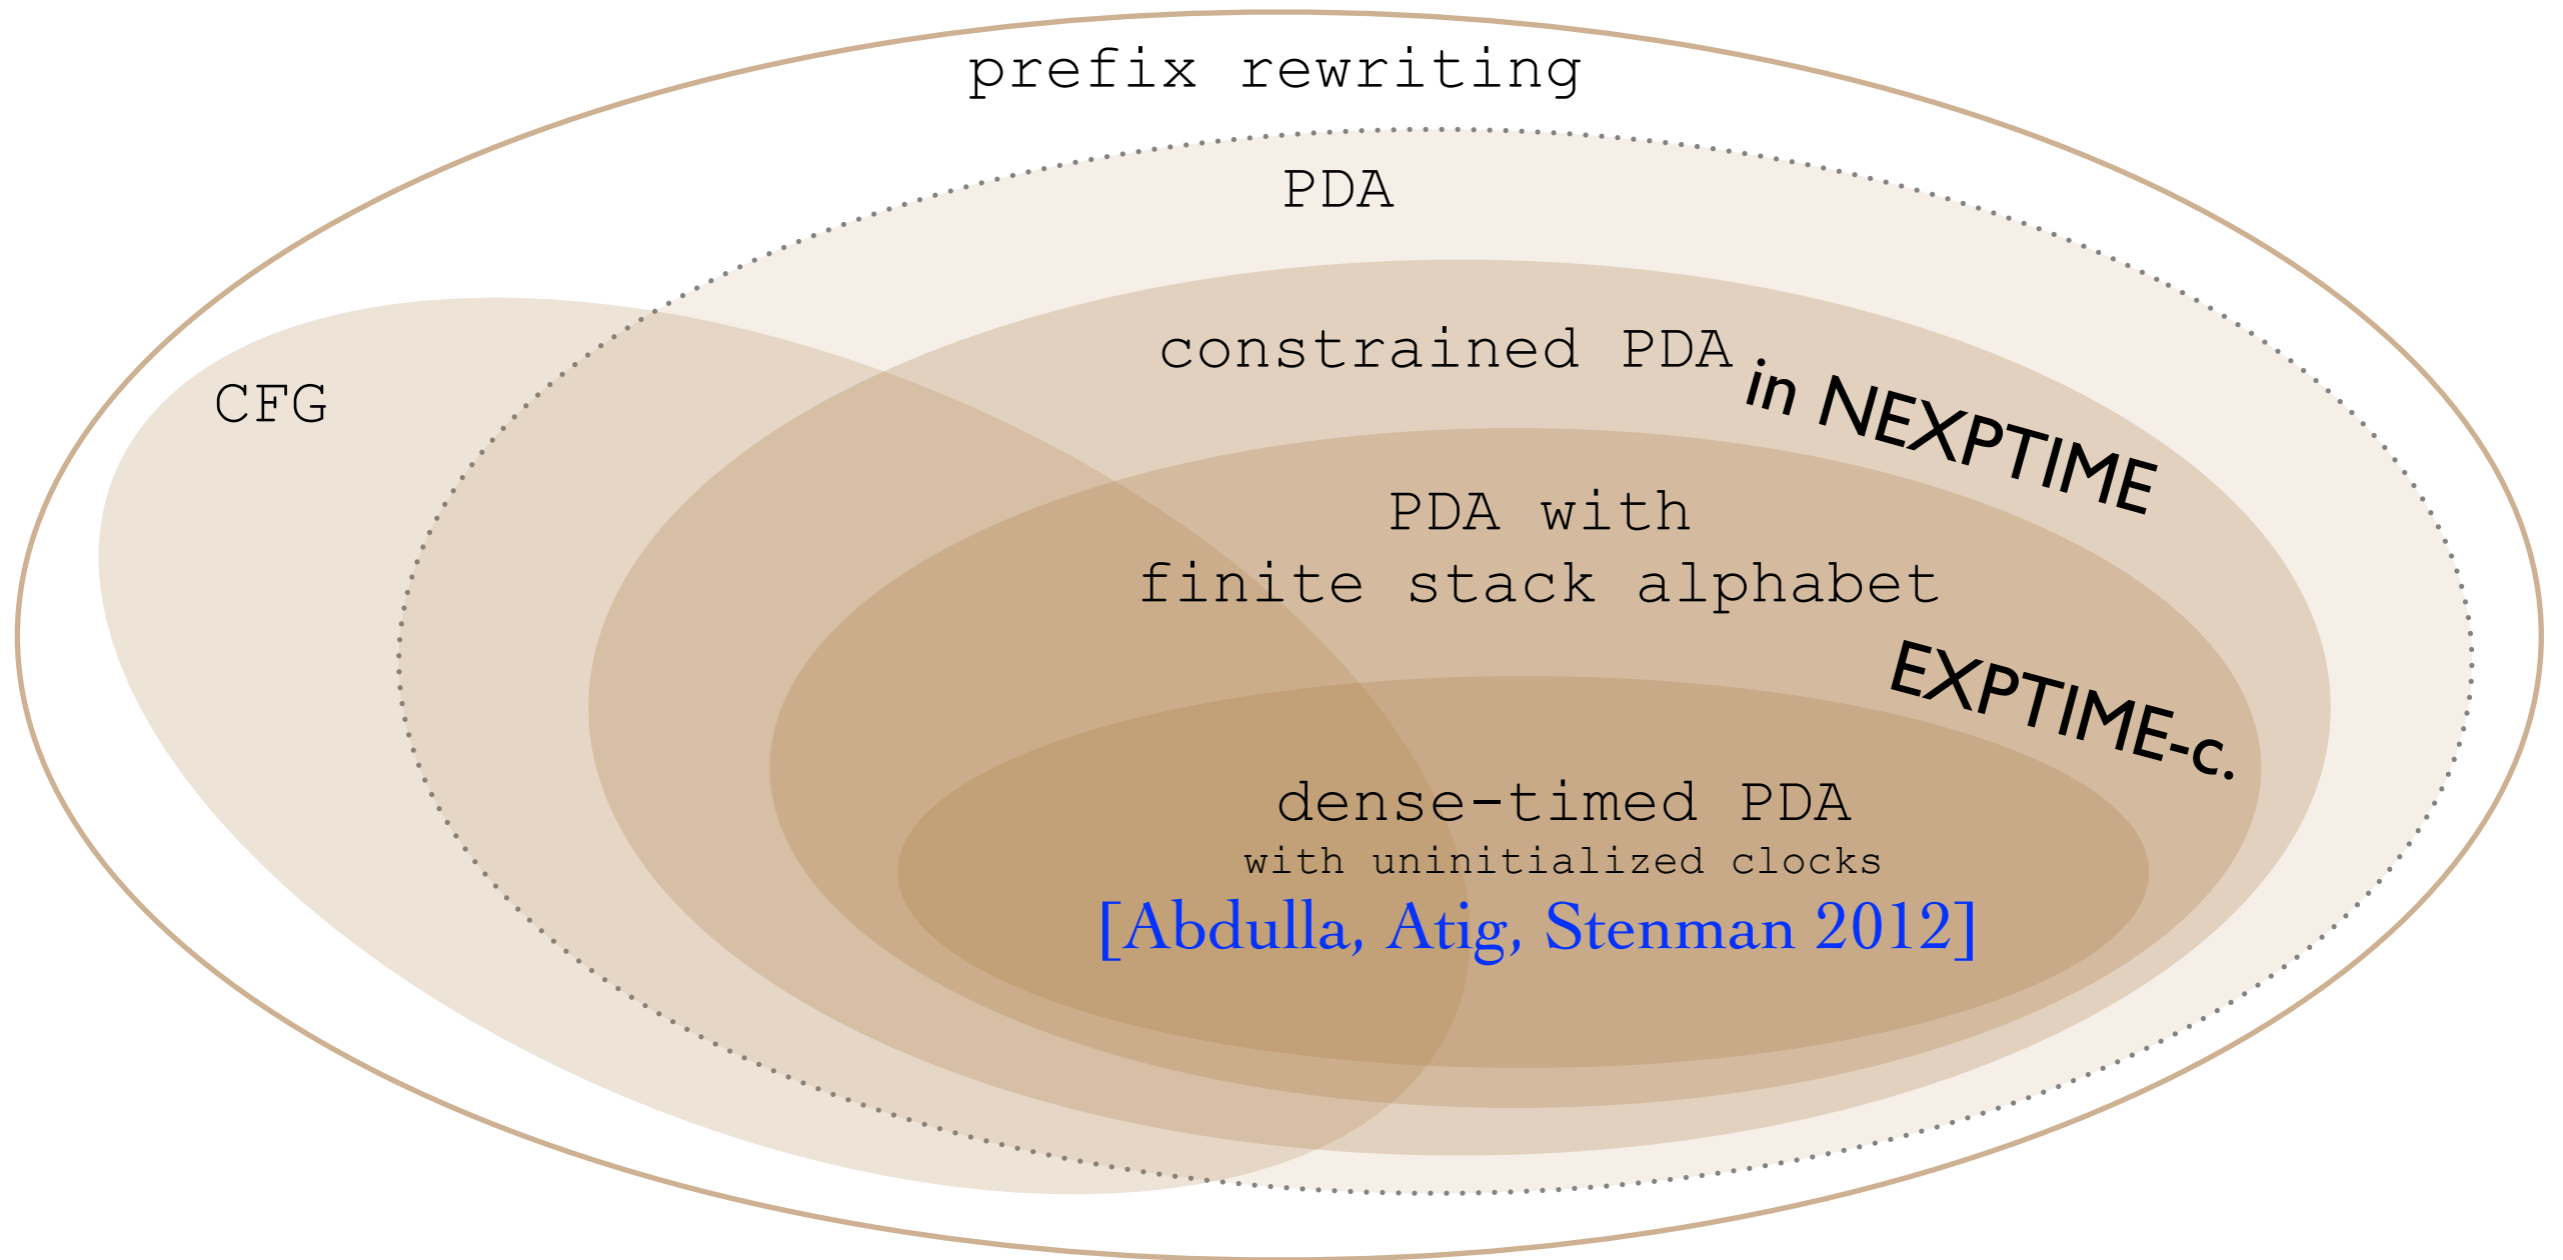 prefix rewriting
PDA
constrained PDA
in NEXPTIME
CFG
PDA with
finite stack alphabet
EXPTIME-c.
dense-timed PDA
with uninitialized clocks
[Abdulla, Atig, Stenman 2012]